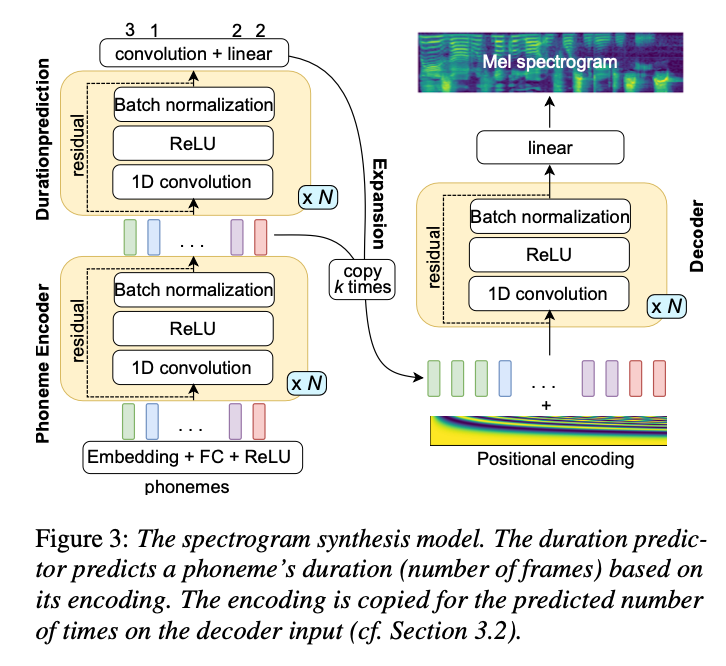 3 1 2 2
convolution + linear
Durationprediction
residual
Batch normalization
ReLU
1D convolution
x N
. . .
Phoneme Encoder
residual
Batch normalization
ReLU
1D convolution
x N
. . .
Embedding + FC + ReLU
phonemes
Expansion
copy
k times
Mel spectrogram
linear
Decoder
residual
Batch normalization
ReLU
1D convolution
x N
. . .
+
Positional encoding
Figure 3: The spectrogram synthesis model. The duration predic-
tor predicts a phoneme's duration (number of frames) based on
its encoding. The encoding is copied for the predicted number
of times on the decoder input (cf. Section 3.2).